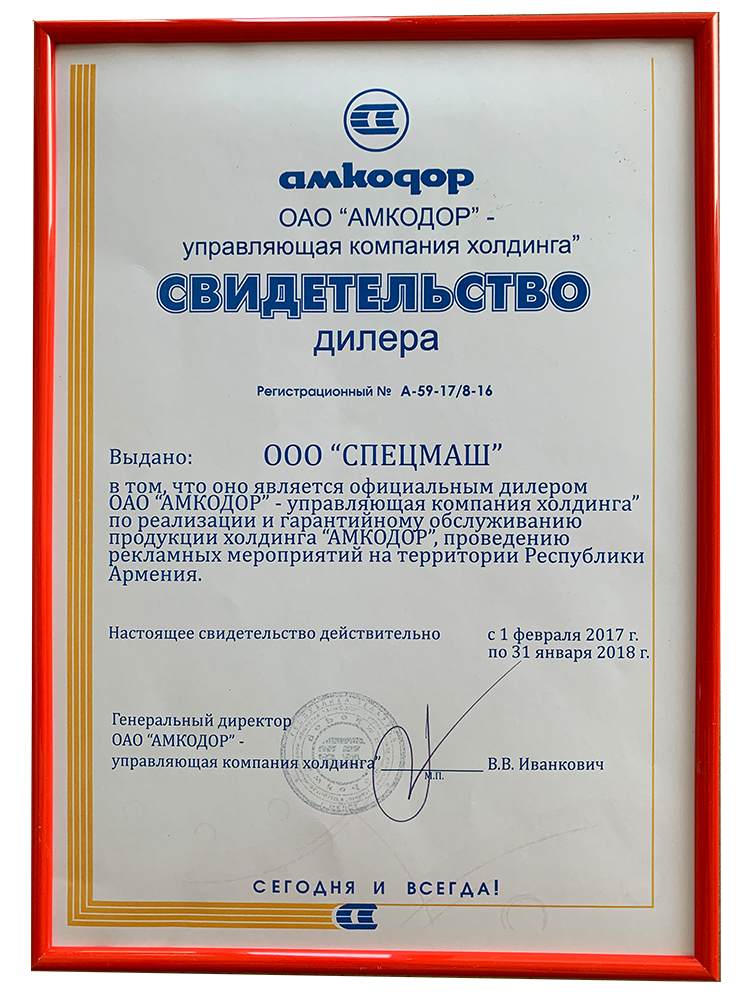 амкодор
ОАО “АМКОДОР” -
управляющая компания холдинга”
СВИДЕТЕЛЬСТВО
дилера
Регистрационный № А-59-17/8-16
Выдано: ООО “СПЕЦМАШ”
в том, что оно является официальным дилером
ОАО “АМКОДОР” - управляющая компания холдинга”
по реализации и гарантийному обслуживанию
продукции холдинга “АМКОДОР”, проведению
рекламных мероприятий на территории Республики
Армения.
Настоящее свидетельство действительно с 1 февраля 2017 г.
по 31 января 2018 г.
Генеральный директор
ОАО “АМКОДОР” -
управляющая компания холдинга” В.В. Иванкович
М.П.
СЕГОДНЯ И ВСЕГДА!